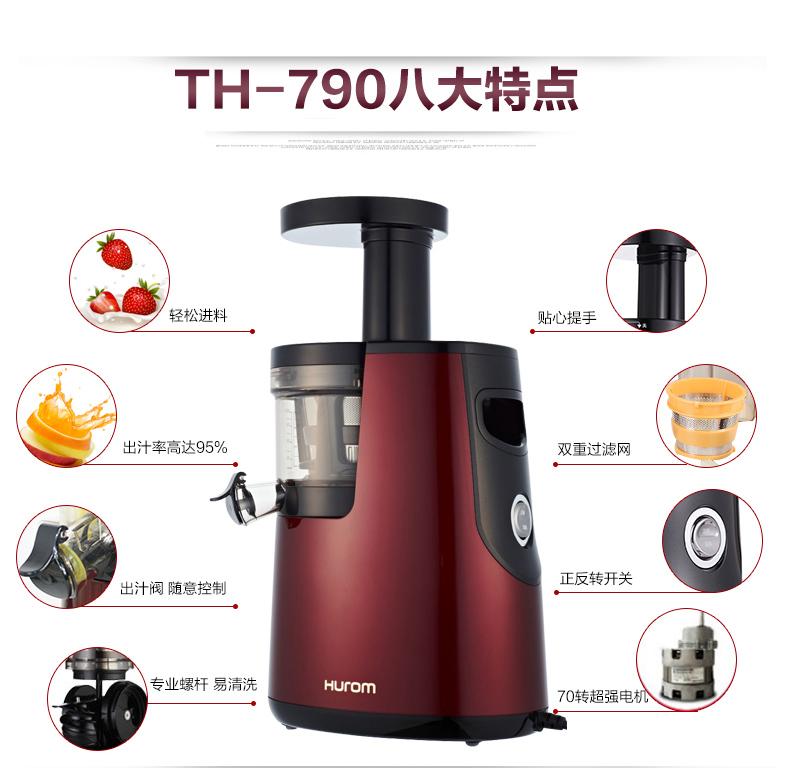 TH-790八大特点
轻松进料
贴心提手
出汁率高达95%
双重过滤网
出汁阀 随意控制
正反转开关
专业螺杆 易清洗
70转超强电机
Hurom